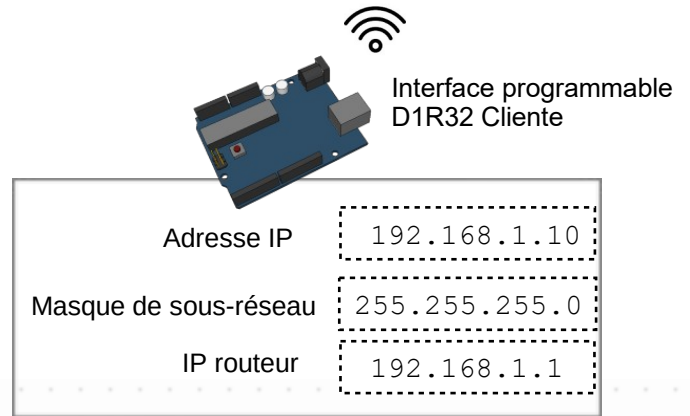 Interface programmable
D1R32 Cliente
Adresse IP 192.168.1.10
Masque de sous-réseau 255.255.255.0
IP routeur 192.168.1.1